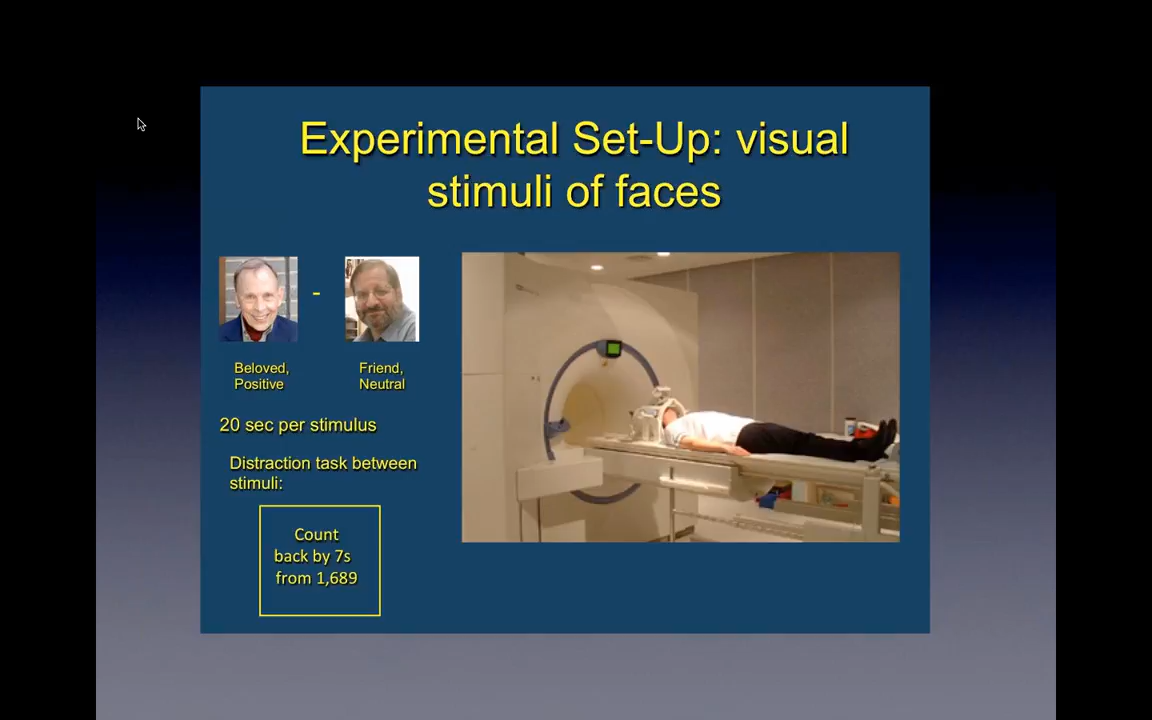 Experimental Set-Up: visual
stimuli of faces
-
Beloved,
Positive
Friend,
Neutral
20 sec per stimulus
Distraction task between
stimuli:
Count
back by 7s
from 1,689